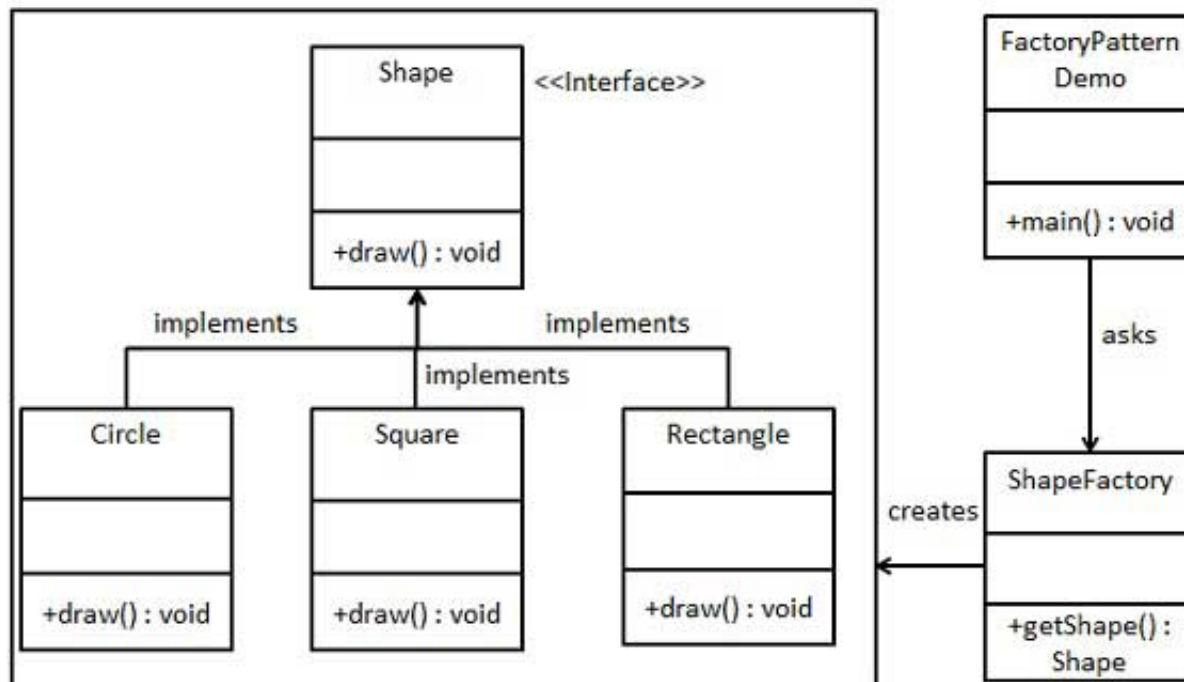 Shape
<<Interface>>
+draw() : void
implements
implements
implements
Circle
+draw() : void
Square
+draw() : void
Rectangle
+draw() : void
FactoryPattern
Demo
+main() : void
asks
creates
ShapeFactory
+getShape() :
Shape